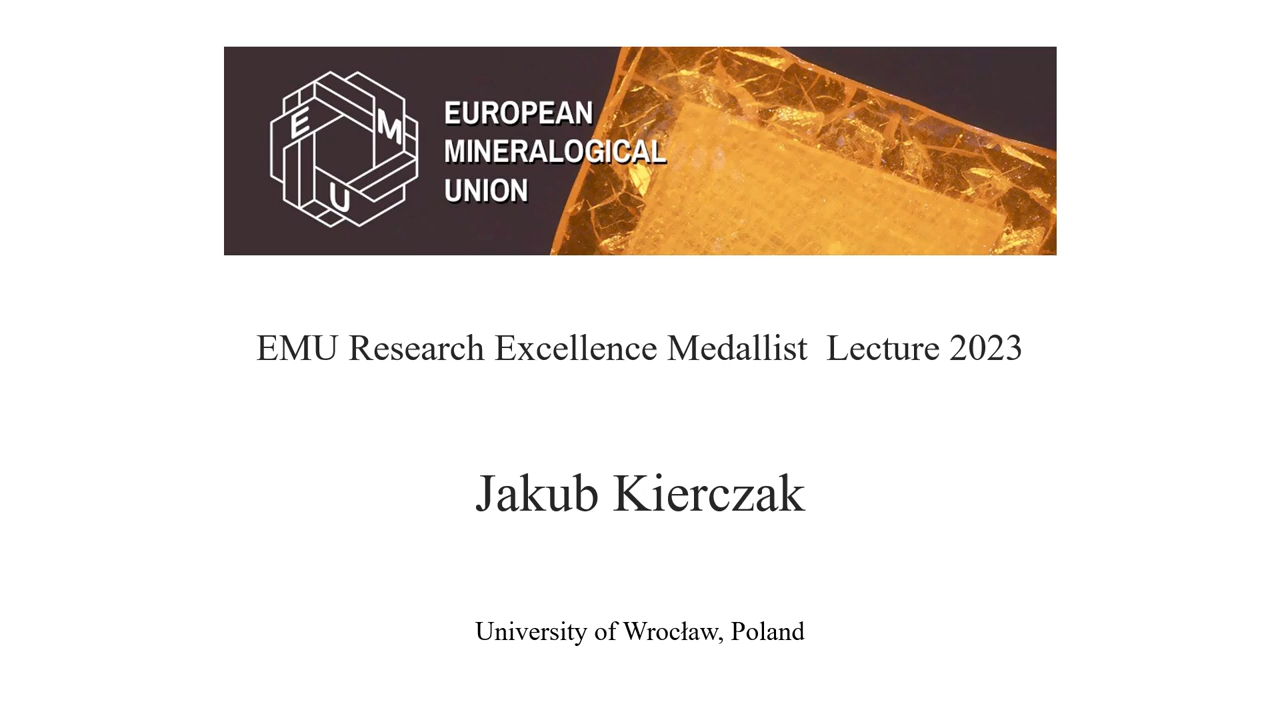 E
M
U
EUROPEAN
MINERALOGICAL
UNION
EMU Research Excellence Medallist  Lecture 2023
Jakub Kierczak
University of Wrocław, Poland